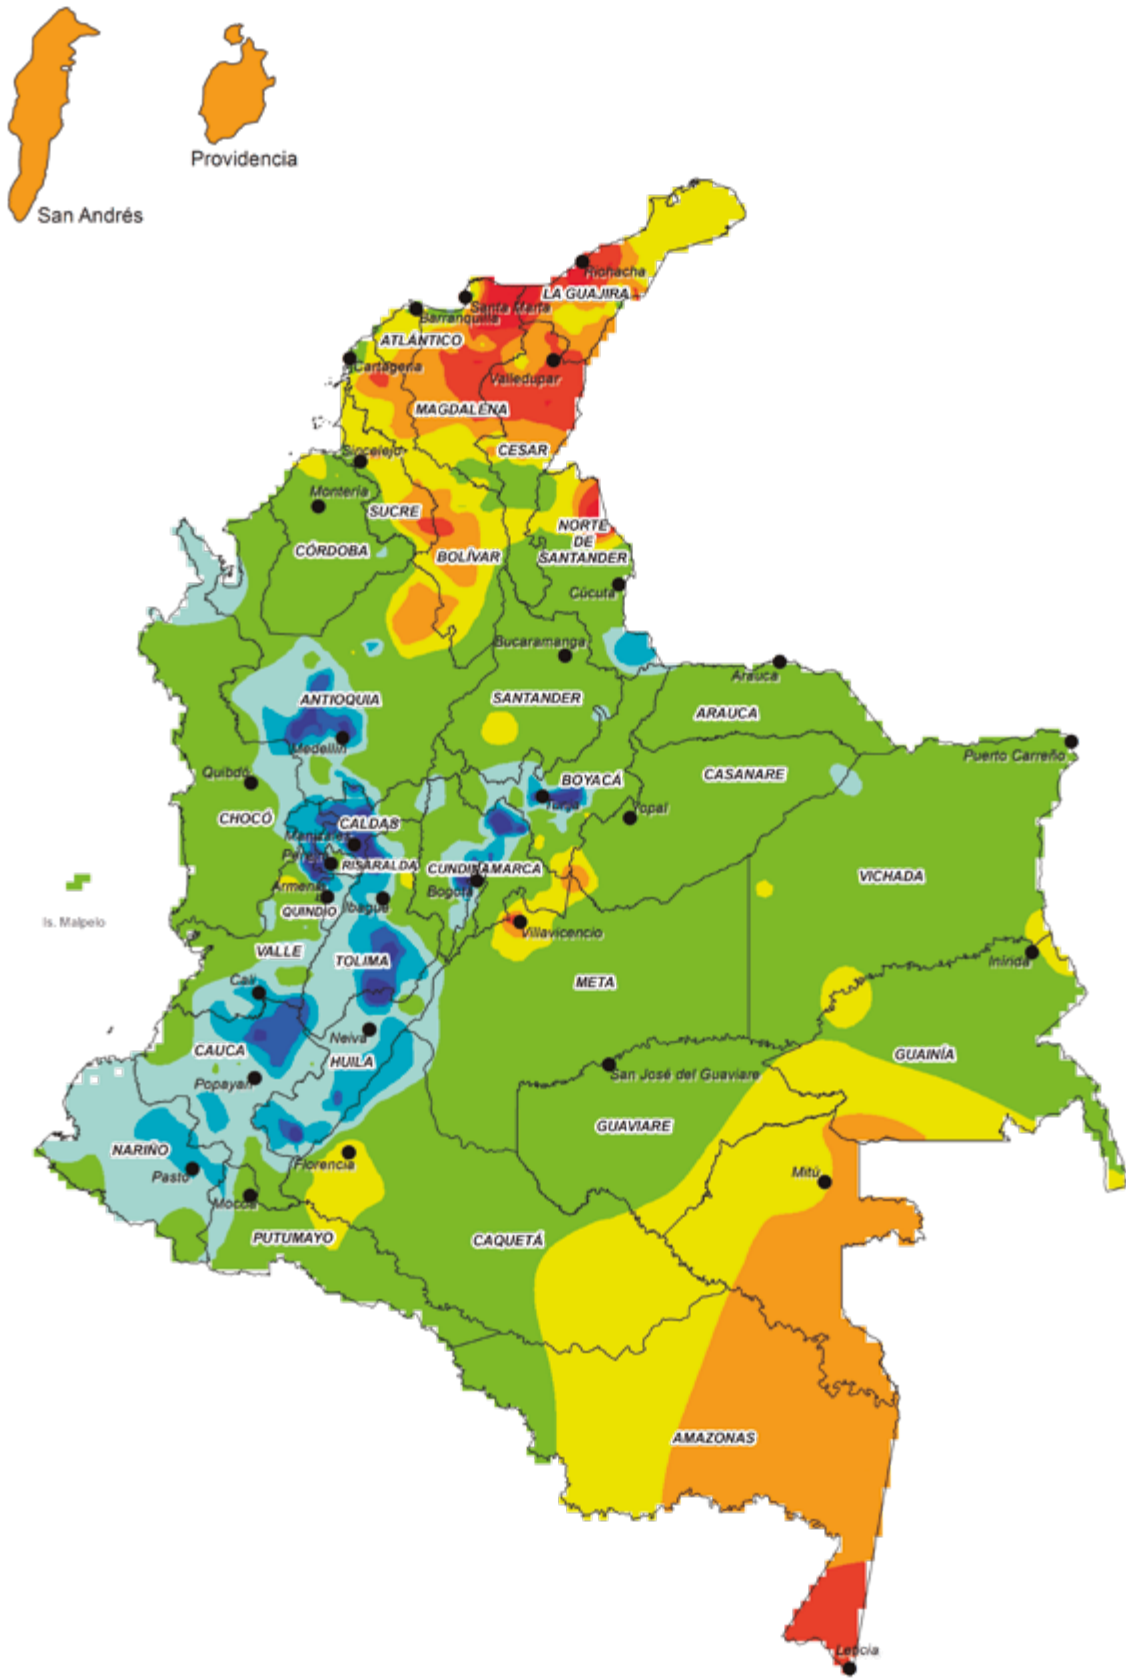 Providencia
San Andrés
Riohacha
LA GUAJIRA
Santa Marta
Barranquilla
ATLÁNTICO
Cartagena
Valledupar
MAGDALENA
CESAR
Sincelejo
Montería
SUCRE
NORTE
DE
SANTANDER
CÓRDOBA
BOLÍVAR
Cúcuta
Bucaramanga
Arauca
ANTIOQUIA
SANTANDER
ARAUCA
Medellín
Puerto Carreño
Quibdó
BOYACÁ
CASANARE
Tunja
Yopal
CHOCÓ
CALDAS
Manizales
Pereira
RISARALDA
CUNDINAMARCA
VICHADA
Armenia
Bogotá
Ibagué
QUINDIO
Is. Malpelo
Villavicencio
VALLE
TOLIMA
Inírida
Cali
META
Neiva
CAUCA
HUILA
GUAINÍA
Popayan
San José del Guaviare
GUAVIARE
NARIÑO
Florencia
Pasto
Mitú
Mocoa
PUTUMAYO
CAQUETÁ
AMAZONAS
Leticia